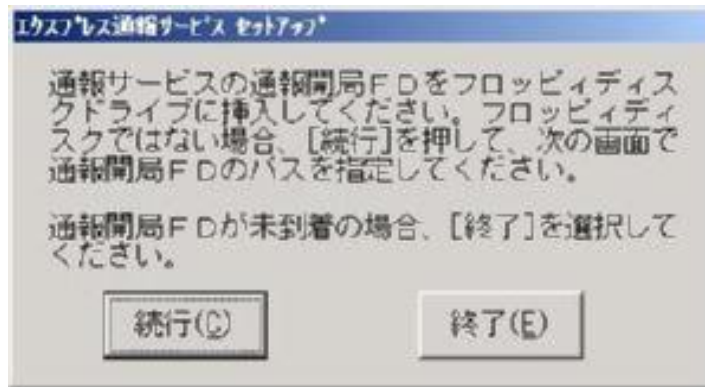 ｴｸｽﾌﾟﾚｽ通報ｻｰﾋﾞｽ ｾｯﾄｱｯﾌﾟ
通報サービスの通報開局ＦＤをフロッピィディス
クドライブに挿入してください。フロッピィディ
スクではない場合、[続行]を押して、次の画面で
通報開局ＦＤのパスを指定してください。
通報開局ＦＤが未到着の場合、[終了]を選択して
ください。
続行(C) 終了(E)